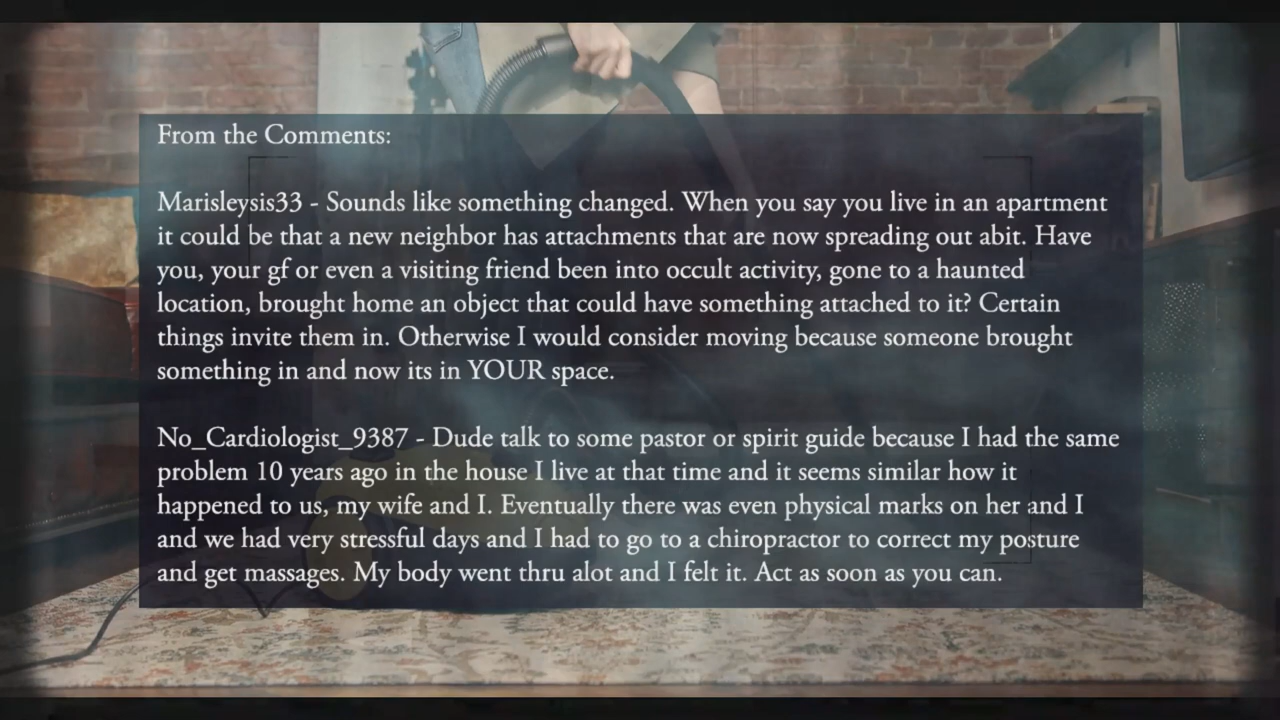 From the Comments:
Marisleysis33 - Sounds like something changed. When you say you live in an apartment
it could be that a new neighbor has attachments that are now spreading out abit. Have
you, your gf or even a visiting friend been into occult activity, gone to a haunted
location, brought home an object that could have something attached to it? Certain
things invite them in. Otherwise I would consider moving because someone brought
something in and now its in YOUR space.
No_Cardiologist_9387 - Dude talk to some pastor or spirit guide because I had the same
problem 10 years ago in the house I live at that time and it seems similar how it
happened to us, my wife and I. Eventually there was even physical marks on her and I
and we had very stressful days and I had to go to a chiropractor to correct my posture
and get massages. My body went thru alot and I felt it. Act as soon as you can.